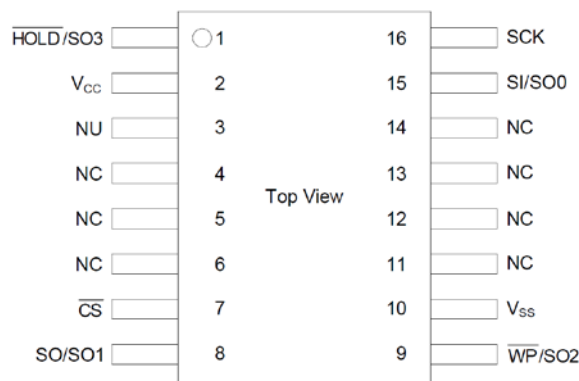 HOLD/SO3 1 16 SCK
VCC 2 15 SI/SO0
NU 3 14 NC
NC 4 13 NC
Top View
NC 5 12 NC
NC 6 11 NC
CS 7 10 VSS
SO/SO1 8 9 WP/SO2